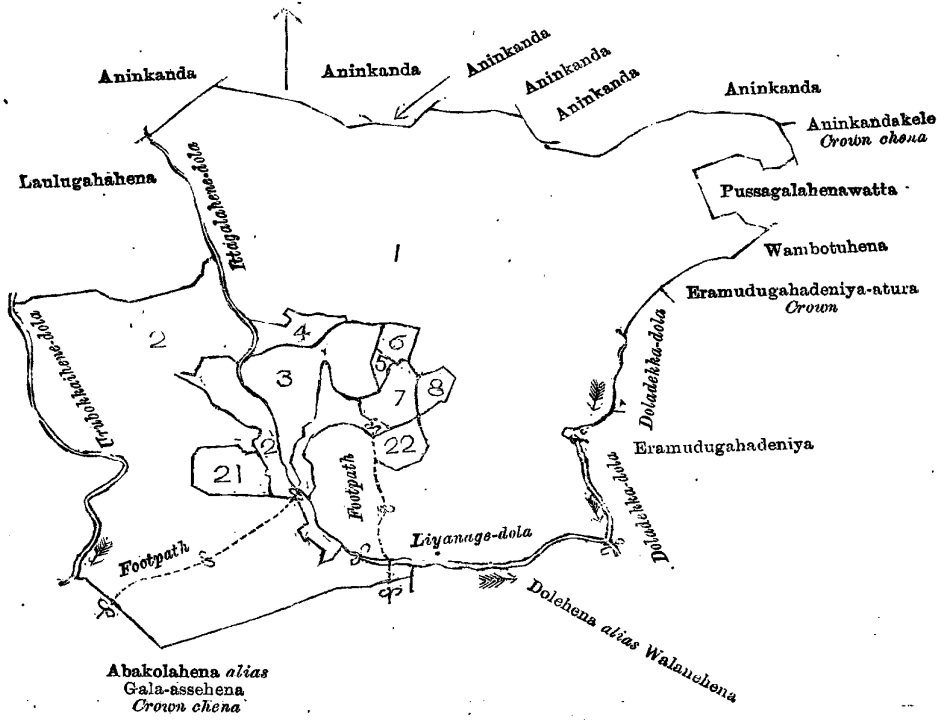 Aninkanda
Aninkanda
Aninkanda
Aninkanda
Aninkanda
Aninkanda
Aninkandakele
Crown chena
Laulugahahena
Ittagalahene-dola
Pussagalahenawatta
1
Wambotuhena
Eramudugahadeniya-atura
Crown
2
4
6
5
3
7
8
Doladekka-dola
2
22
21
Eramudugahadeniya
Footpath
Doladekka-dola
Liyanage-dola
Footpath
Dolehena alias Walanehena
Abakolahena alias
Gala-assehena
Crown chena